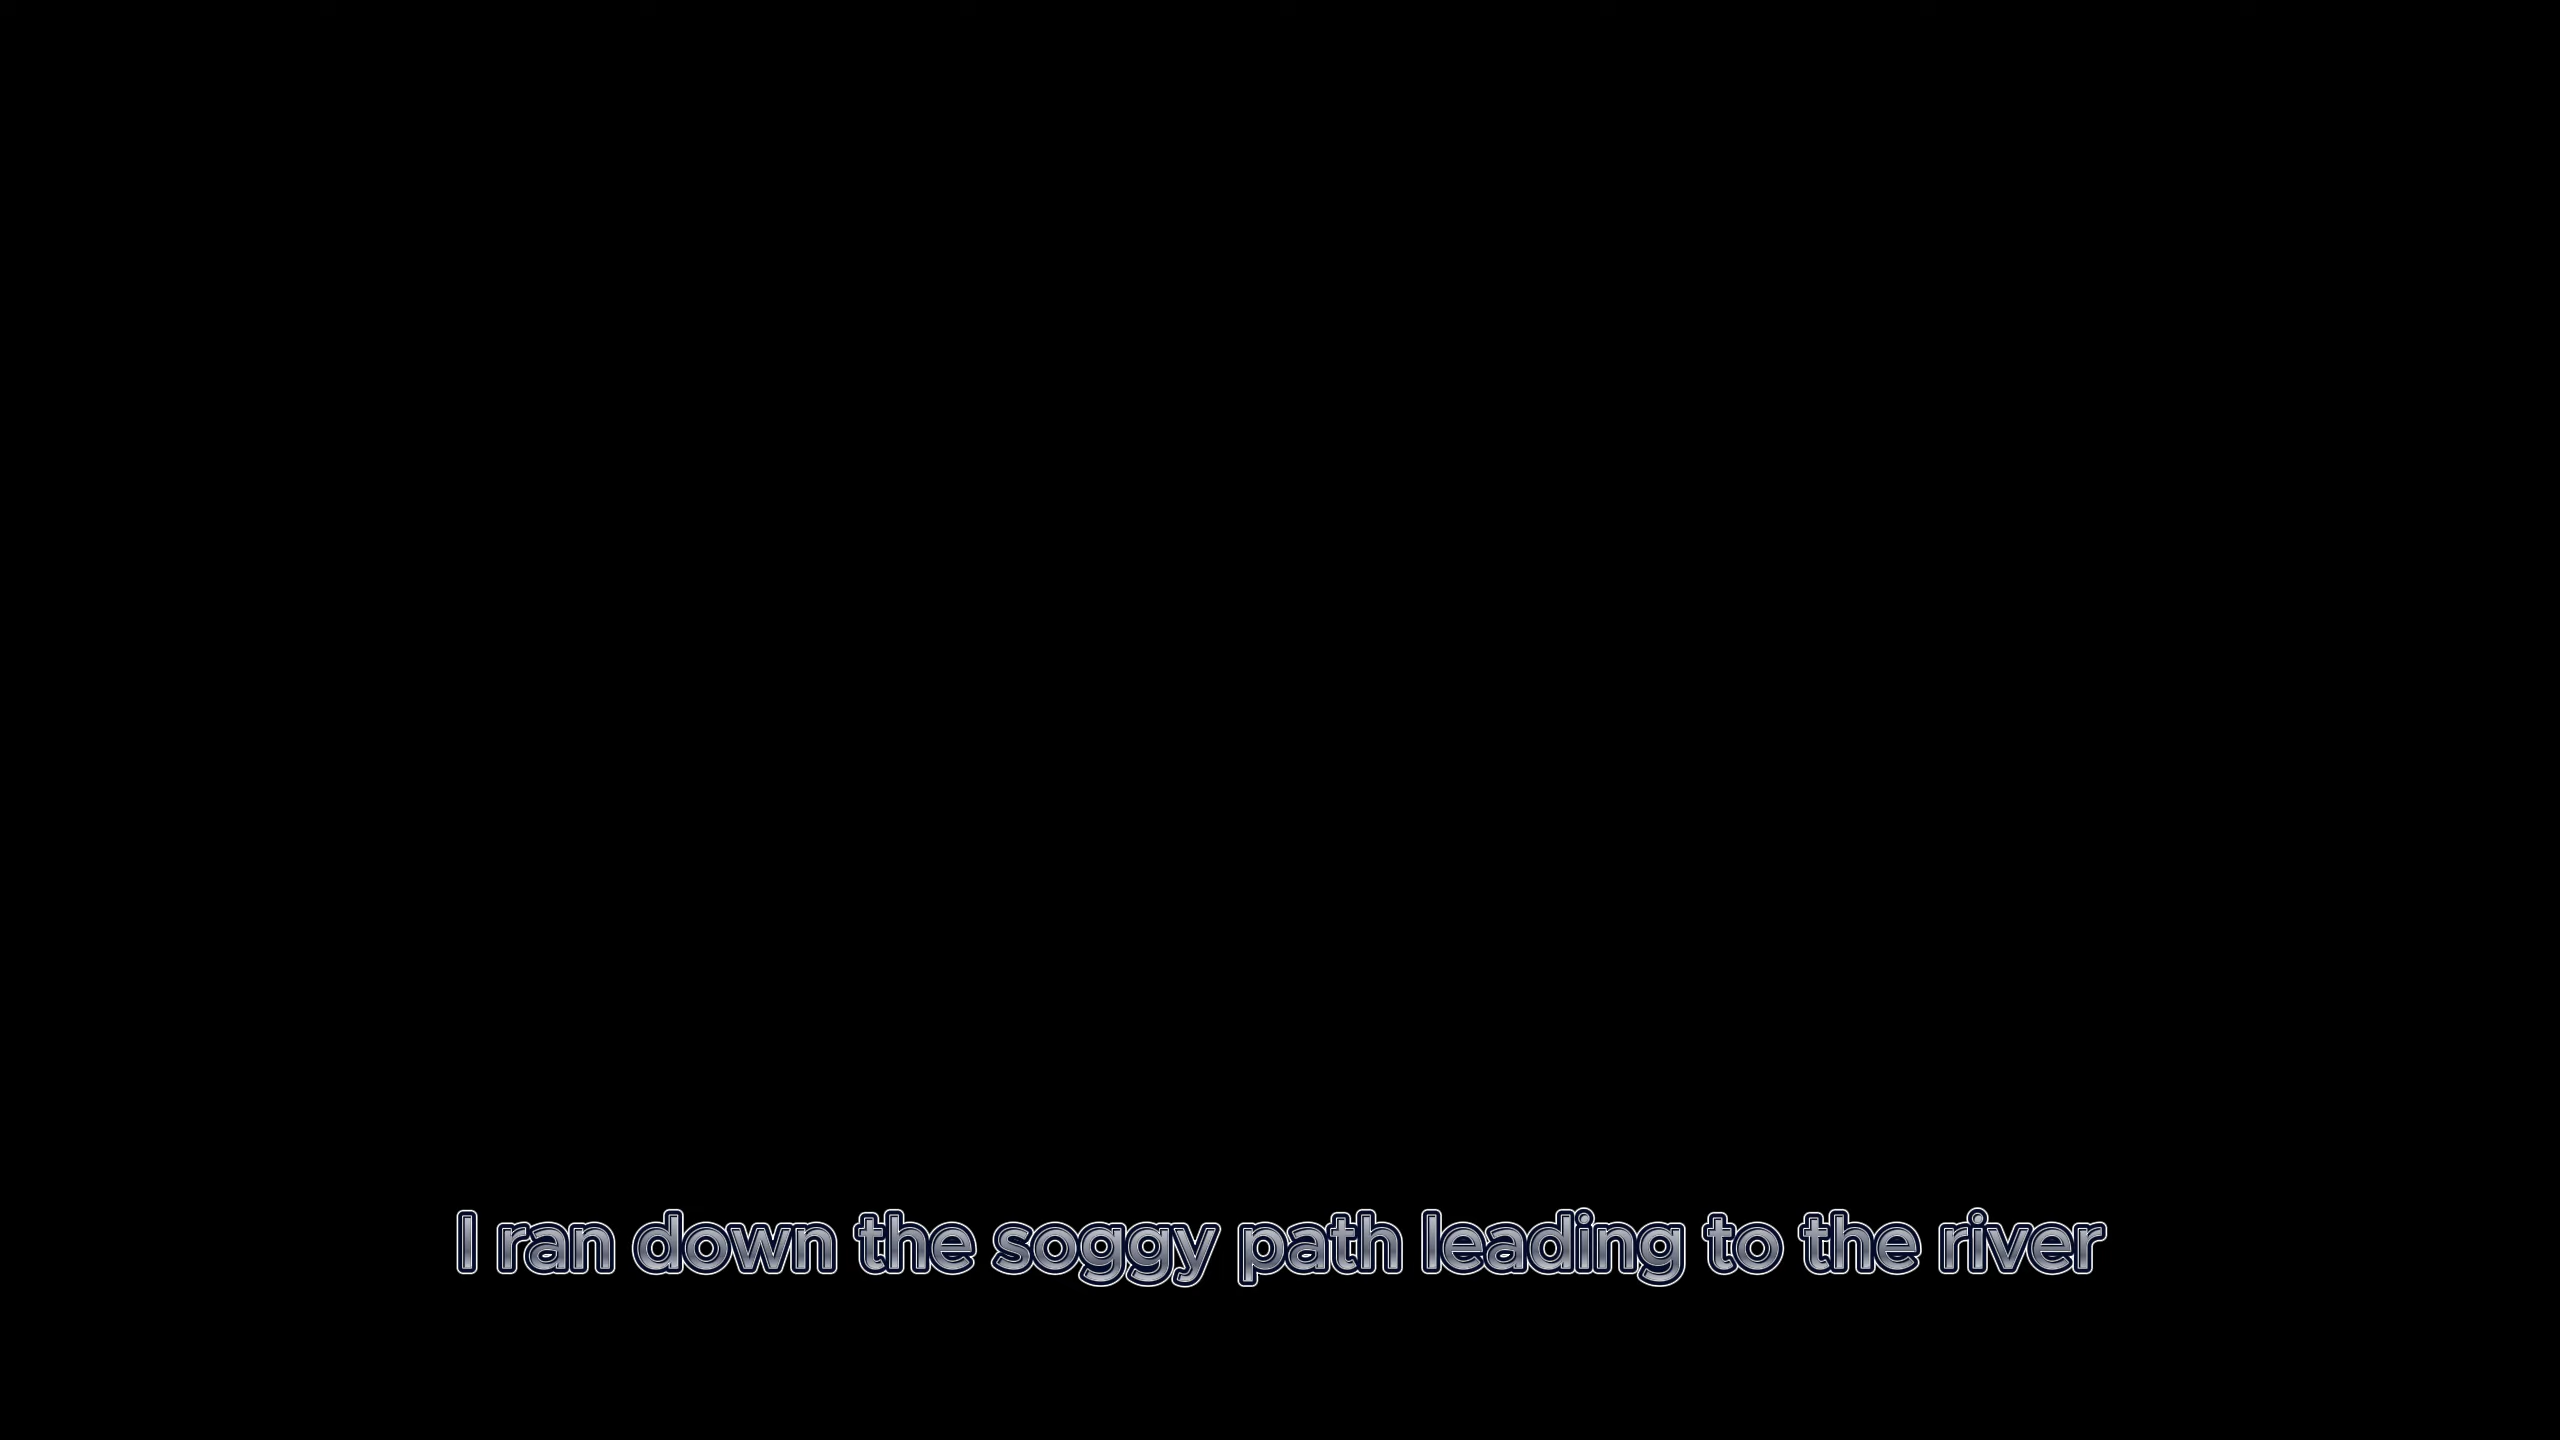 I ran down the soggy path leading to the river